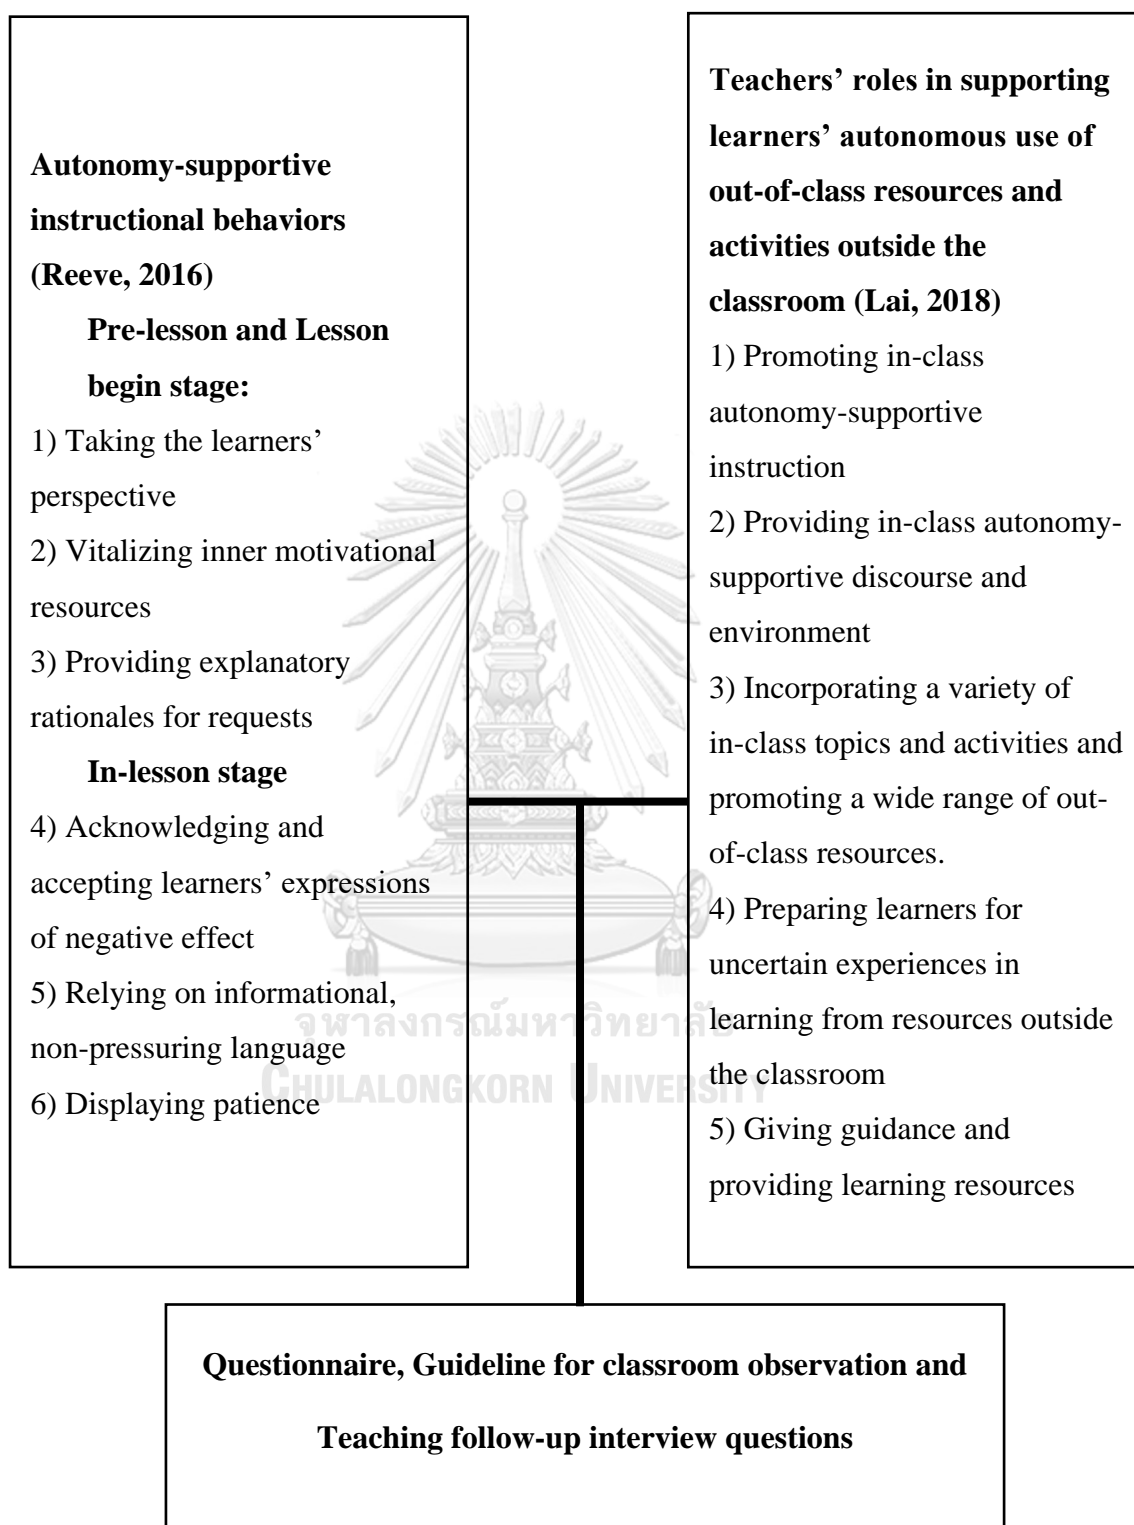 Autonomy-supportive
instructional behaviors
(Reeve, 2016)
Pre-lesson and Lesson
begin stage:
1) Taking the learners’
perspective
2) Vitalizing inner motivational
resources
3) Providing explanatory
rationales for requests
In-lesson stage
4) Acknowledging and
accepting learners’ expressions
of negative effect
5) Relying on informational,
non-pressuring language
6) Displaying patience
Teachers’ roles in supporting
learners’ autonomous use of
out-of-class resources and
activities outside the
classroom (Lai, 2018)
1) Promoting in-class
autonomy-supportive
instruction
2) Providing in-class autonomy-
supportive discourse and
environment
3) Incorporating a variety of
in-class topics and activities and
promoting a wide range of out-
of-class resources.
4) Preparing learners for
uncertain experiences in
learning from resources outside
the classroom
5) Giving guidance and
providing learning resources
จุฬาลงกรณ์มหาวิทยาลัย
CHULALONGKORN UNIVERSITY
Questionnaire, Guideline for classroom observation and
Teaching follow-up interview questions